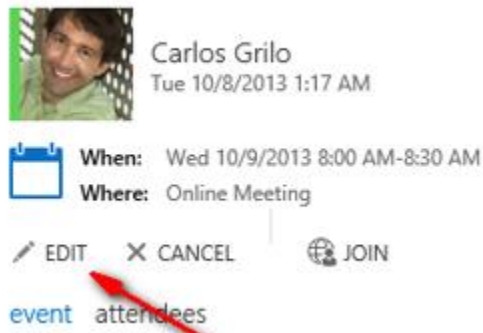 Carlos Grilo
Tue 10/8/2013 1:17 AM
When: Wed 10/9/2013 8:00 AM-8:30 AM
Where: Online Meeting
EDIT CANCEL JOIN
event attendees